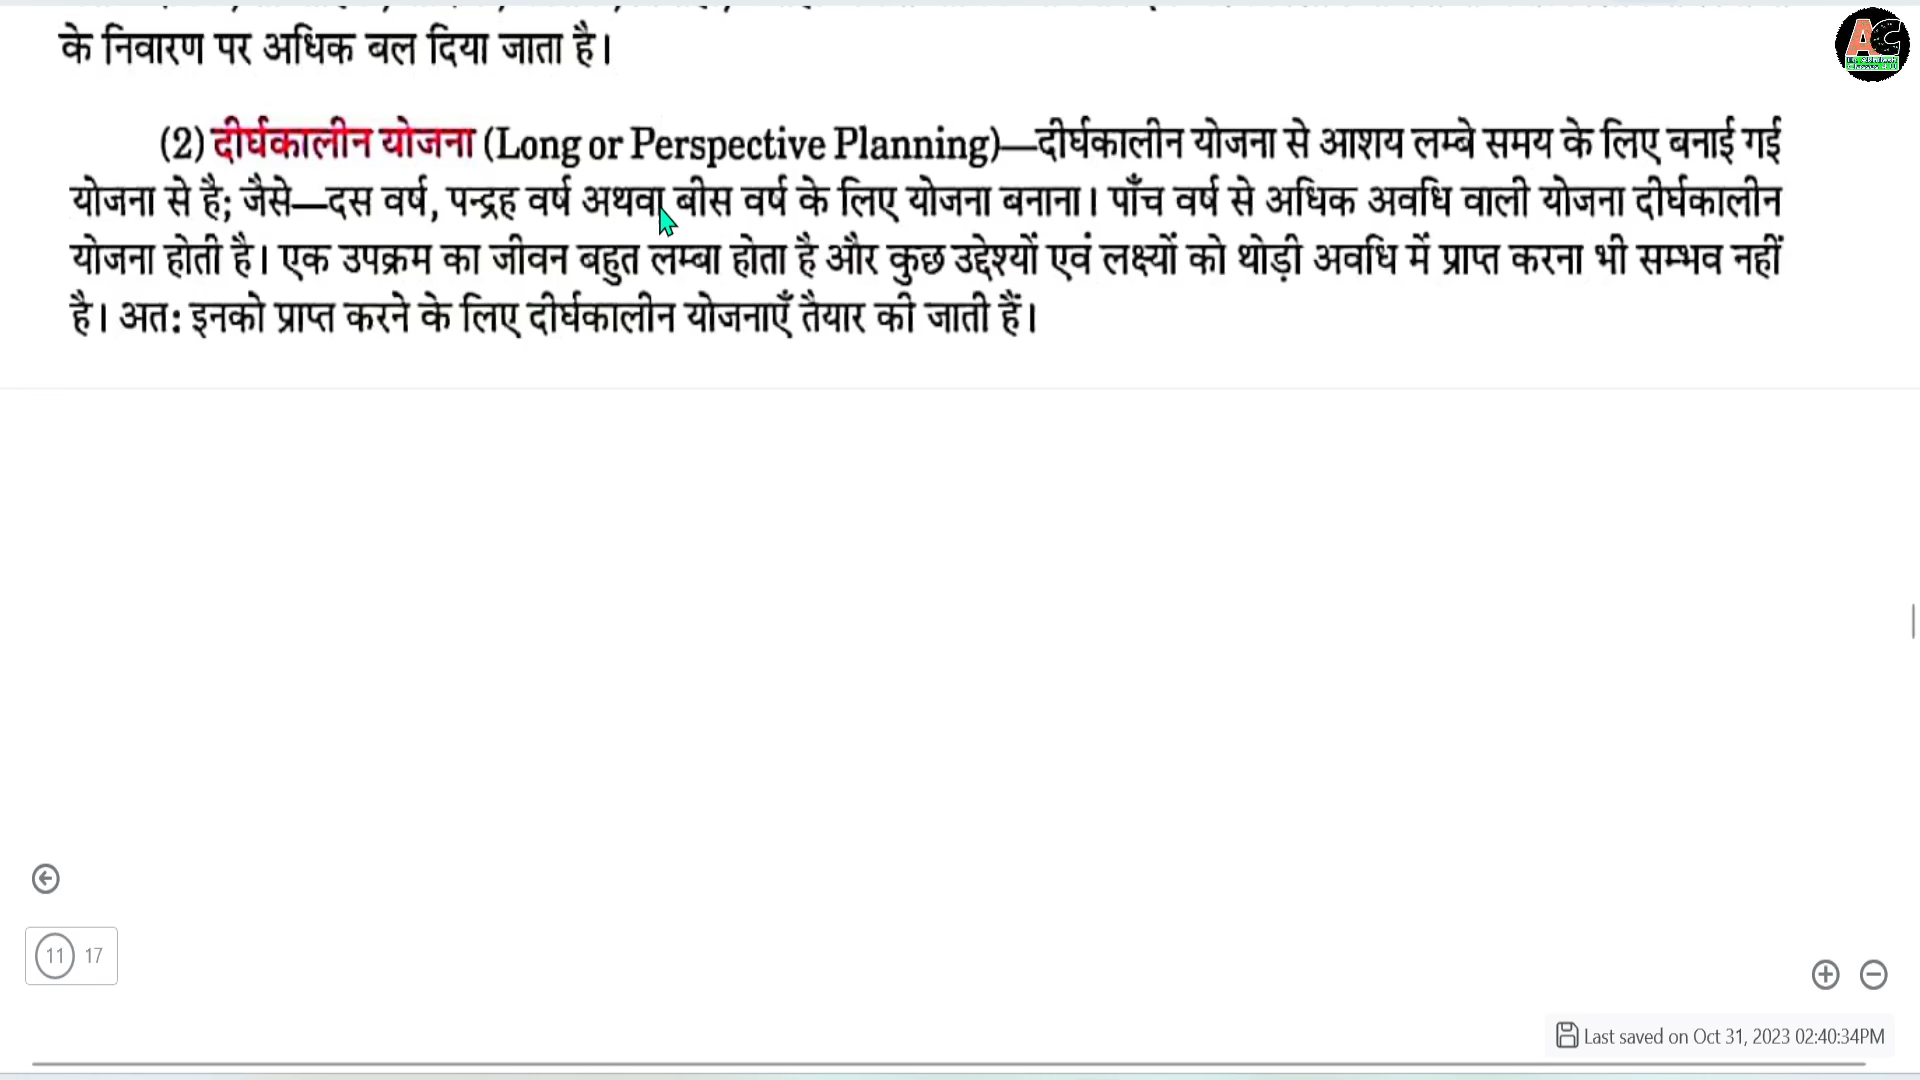 के निवारण पर अधिक बल दिया जाता है।
(2) दीर्घकालीन योजना (Long or Perspective Planning)—दीर्घकालीन योजना से आशय लम्बे समय के लिए बनाई गई
योजना से है; जैसे—दस वर्ष, पन्द्रह वर्ष अथवा बीस वर्ष के लिए योजना बनाना। पाँच वर्ष से अधिक अवधि वाली योजना दीर्घकालीन
योजना होती है। एक उपक्रम का जीवन बहुत लम्बा होता है और कुछ उद्देश्यों एवं लक्ष्यों को थोड़ी अवधि में प्राप्त करना भी सम्भव नहीं
है। अत: इनको प्राप्त करने के लिए दीर्घकालीन योजनाएँ तैयार की जाती हैं।
AC
11 17
Last saved on Oct 31, 2023 02:40:34PM